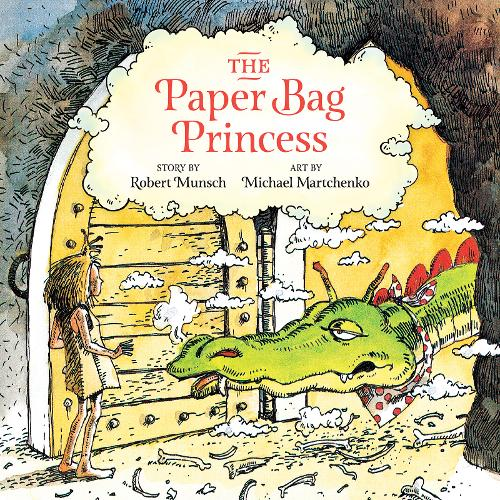 THE
Paper Bag
Princess
STORY BY
Robert Munsch
ART BY
Michael Martchenko